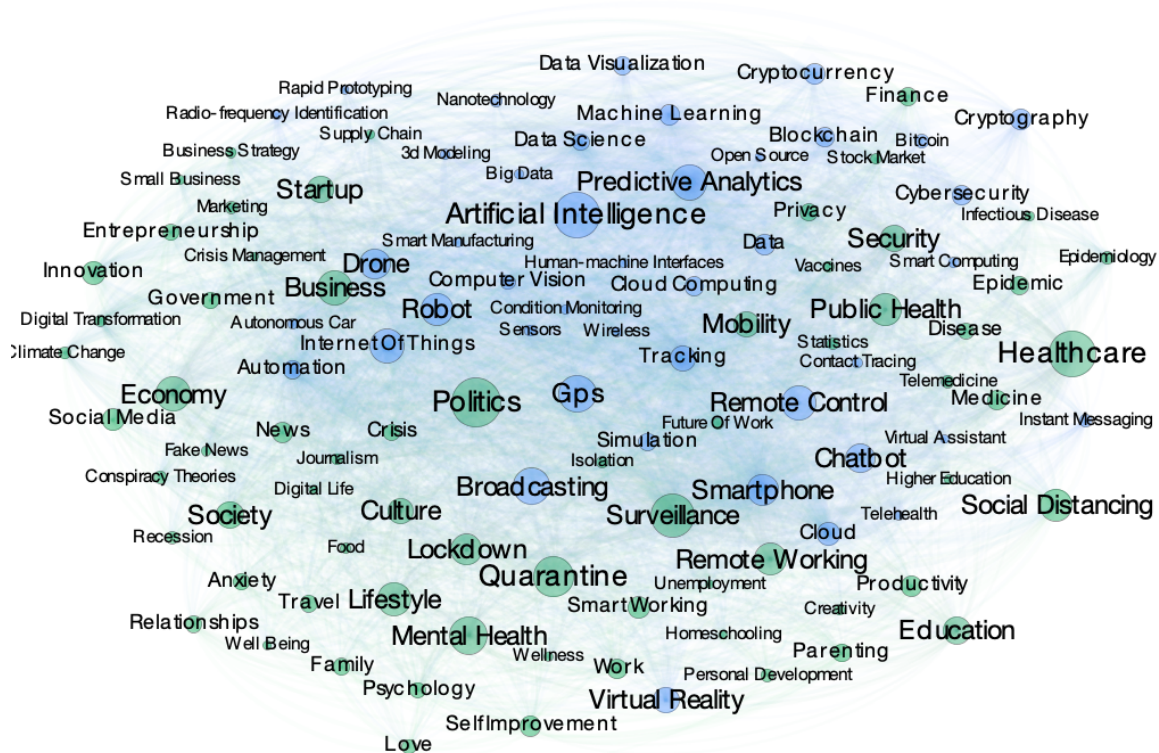 Data Visualization
Cryptocurrency
Rapid Prototyping
Nanotechnology
Finance
Radio-frequency Identification
Machine Learning
Cryptography
Supply Chain
Data Science
Blockchain
Bitcoin
Business Strategy
3d Modeling
Open Source
Stock Market
Small Business
Startup
Big Data
Predictive Analytics
Cybersecurity
Marketing
Artificial Intelligence
Privacy
Infectious Disease
Entrepreneurship
Smart Manufacturing
Data
Security
Crisis Management
Drone
Human-machine Interfaces
Vaccines
Smart Computing
Epidemiology
Innovation
Business
Computer Vision
Cloud Computing
Epidemic
Government
Robot
Condition Monitoring
Public Health
Digital Transformation
Autonomous Car
Sensors
Wireless
Mobility
Disease
Internet Of Things
Statistics
Climate Change
Automation
Tracking
Contact Tracing
Healthcare
Economy
Politics
Gps
Remote Control
Telemedicine
Medicine
Social Media
News
Crisis
Future Of Work
Instant Messaging
Fake News
Journalism
Simulation
Virtual Assistant
Isolation
Chatbot
Conspiracy Theories
Digital Life
Broadcasting
Smartphone
Higher Education
Society
Culture
Surveillance
Telehealth
Social Distancing
Recession
Food
Lockdown
Cloud
Remote Working
Anxiety
Quarantine
Unemployment
Productivity
Travel
Lifestyle
Smart Working
Creativity
Relationships
Well Being
Mental Health
Homeschooling
Education
Family
Wellness
Work
Parenting
Personal Development
Psychology
Virtual Reality
Self Improvement
Love